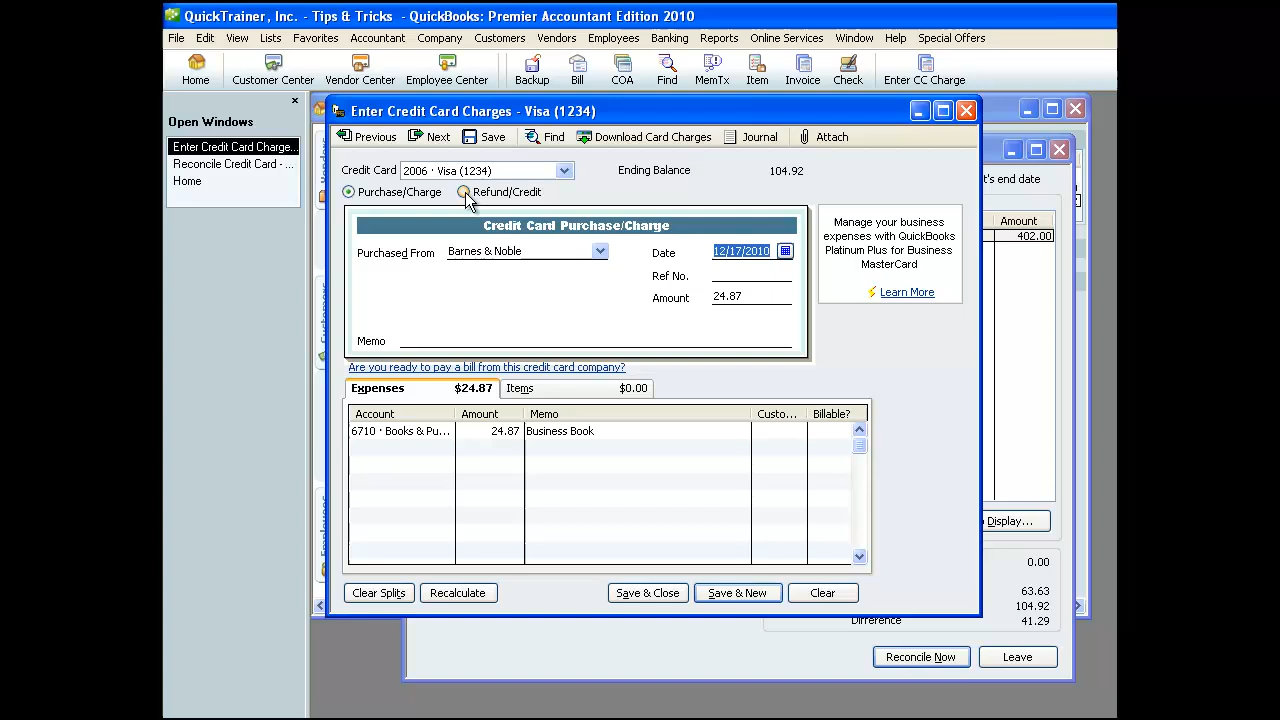 QuickTrainer, Inc. - Tips & Tricks - QuickBooks: Premier Accountant Edition 2010
File Edit View Lists Favorites Accountant Company Customers Vendors Employees Banking Reports Online Services Window Help Special Offers
Home Customer Center Vendor Center Employee Center Backup Bill COA Find MemTx Item Invoice Check Enter CC Charge
Open Windows
Enter Credit Card Charge...
Reconcile Credit Card - ...
Home
Enter Credit Card Charges - Visa (1234)
Previous Next Save Find Download Card Charges Journal Attach
Credit Card 2006 · Visa (1234) Ending Balance 104.92
Purchase/Charge Refund/Credit
't's end date
Credit Card Purchase/Charge
Purchased From Barnes & Noble Date 12/17/2010
Ref No.
Amount 24.87
Memo
Manage your business
expenses with QuickBooks
Platinum Plus for Business
MasterCard
Learn More
Amount
402.00
Are you ready to pay a bill from this credit card company?
Expenses $24.87 Items $0.00
Account Amount Memo Custo... Billable?
6710 · Books & Pu... 24.87 Business Book
Display...
Clear Splits Recalculate Save & Close Save & New Clear
0.00
63.63
104.92
Difference 41.29
Reconcile Now Leave